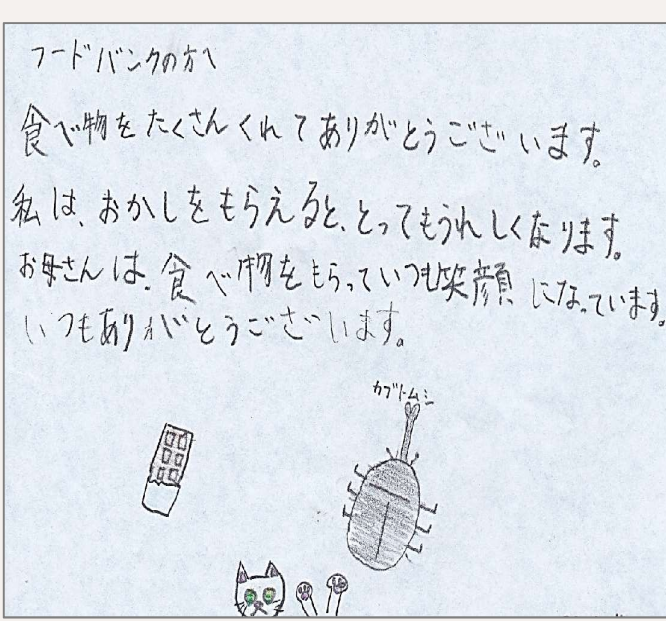 フードバンクの方へ
食べ物をたくさんくれてありがとうございます。
私は、おかしをもらえると、とってもうれしくなります。
お母さんは、食べ物をもらっていつも笑顔になっています。
いつもありがとうございます。
カブトムシ